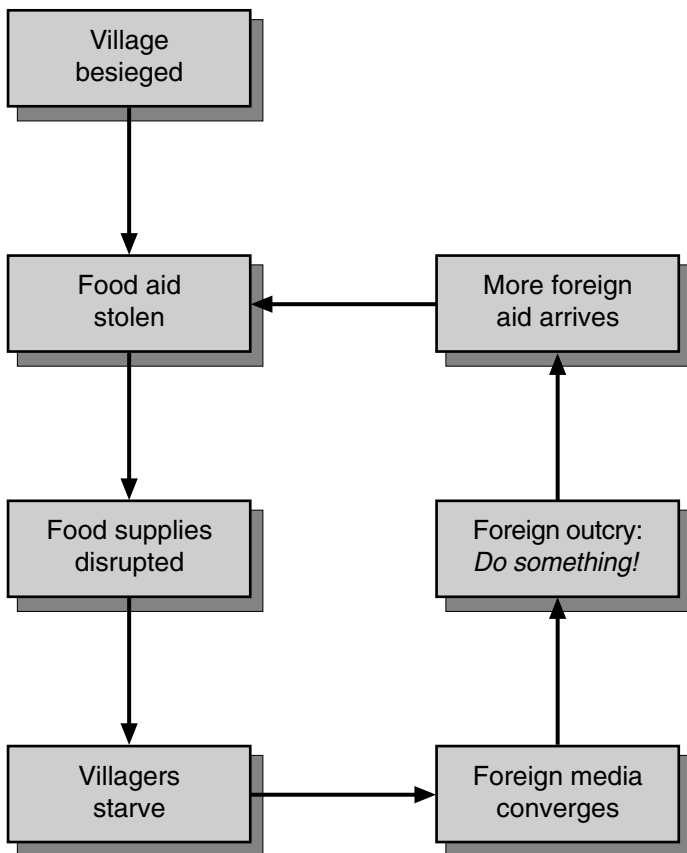 Village
besieged
Food aid
stolen
Food supplies
disrupted
Villagers
starve
Foreign media
converges
Foreign outcry:
Do something!
More foreign
aid arrives